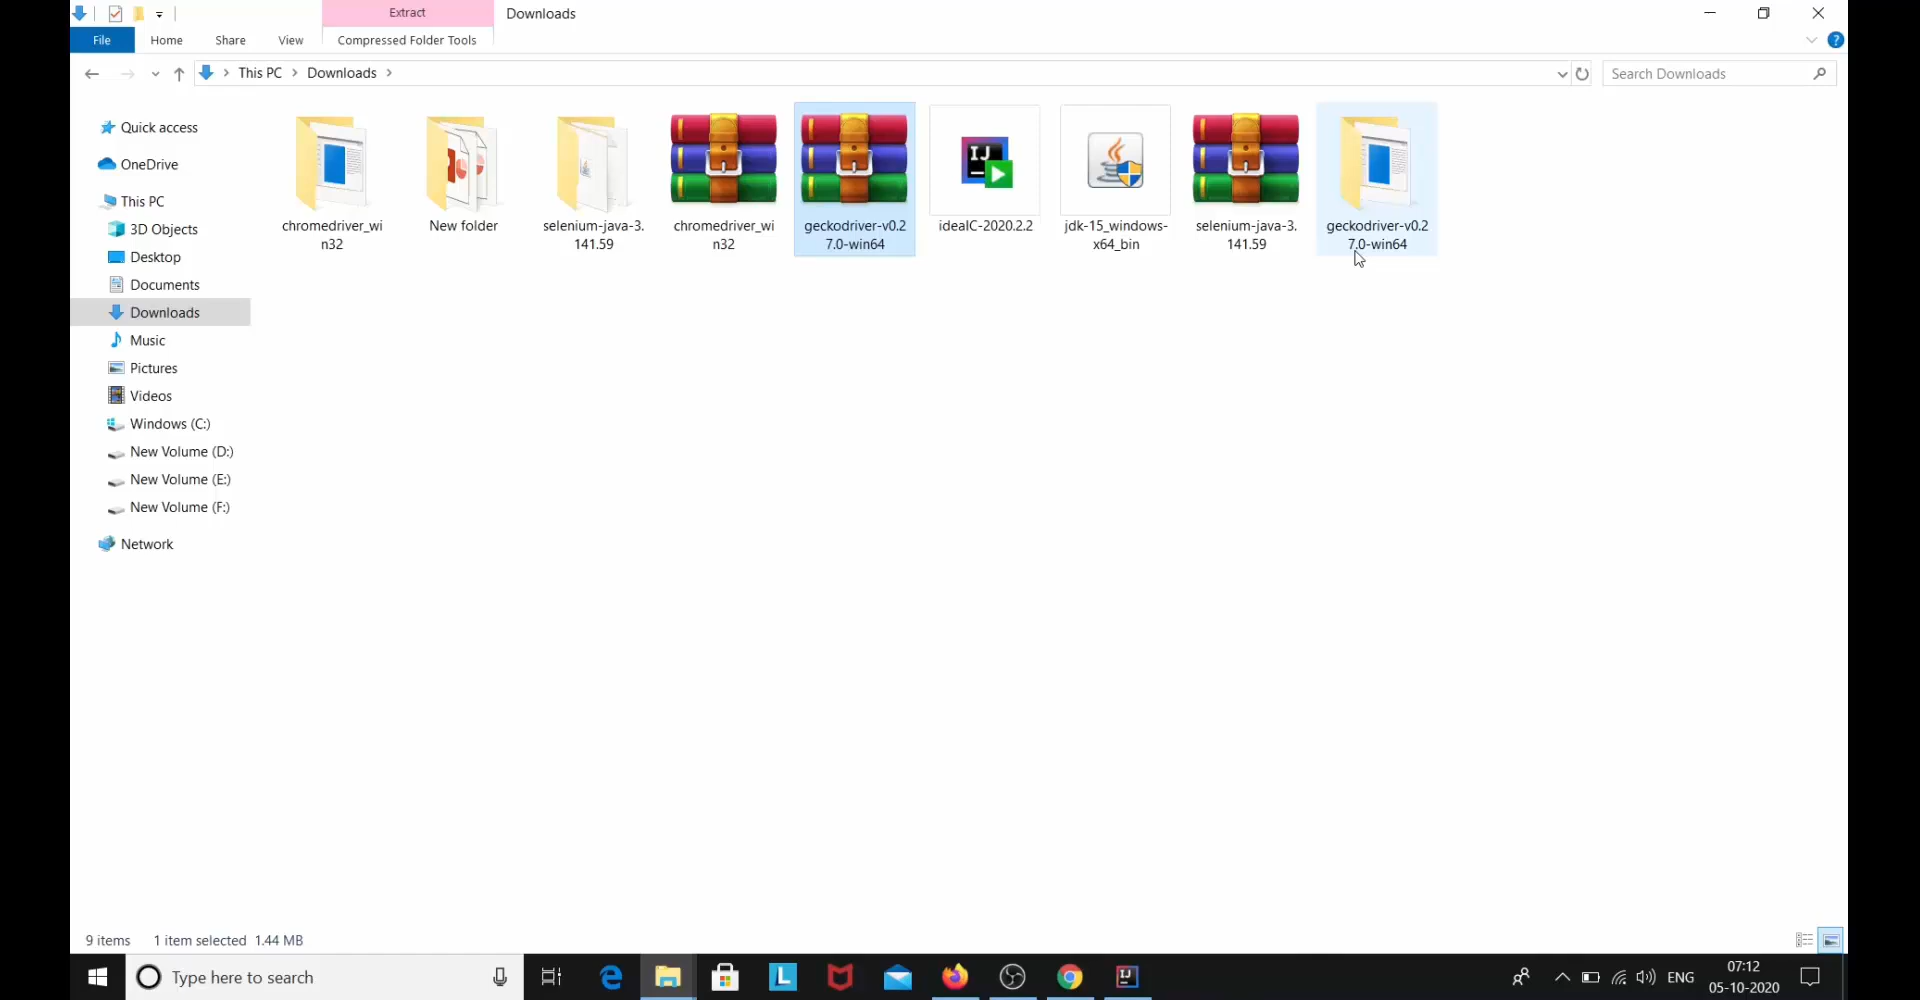 Extract
Downloads
File
Home
Share
View
Compressed Folder Tools
This PC
Downloads
Search Downloads
Quick access
OneDrive
This PC
3D Objects
Desktop
Documents
Downloads
Music
Pictures
Videos
Windows (C:)
New Volume (D:)
New Volume (E:)
New Volume (F:)
Network
chromedriver_wi
n32
New folder
selenium-java-3.
141.59
chromedriver_wi
n32
geckodriver-v0.2
7.0-win64
ideaIC-2020.2.2
jdk-15_windows-
x64_bin
selenium-java-3.
141.59
geckodriver-v0.2
7.0-win64
9 items
1 item selected 1.44 MB
Type here to search
ENG
07:12
05-10-2020